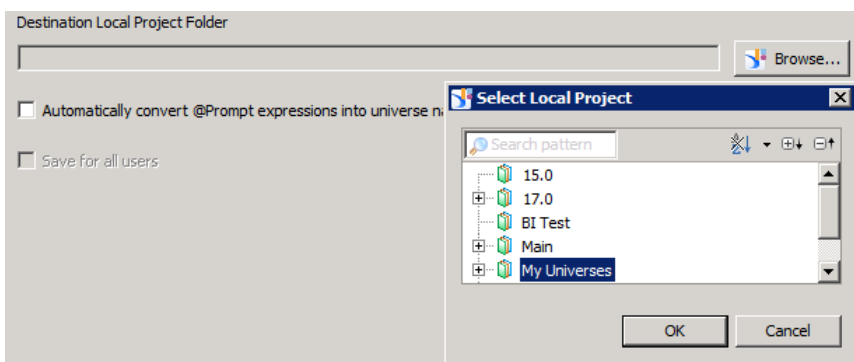 Destination Local Project Folder
Browse...
Automatically convert @Prompt expressions into universe
Select Local Project
Save for all users
Search pattern
15.0
17.0
BI Test
Main
My Universes
OK Cancel